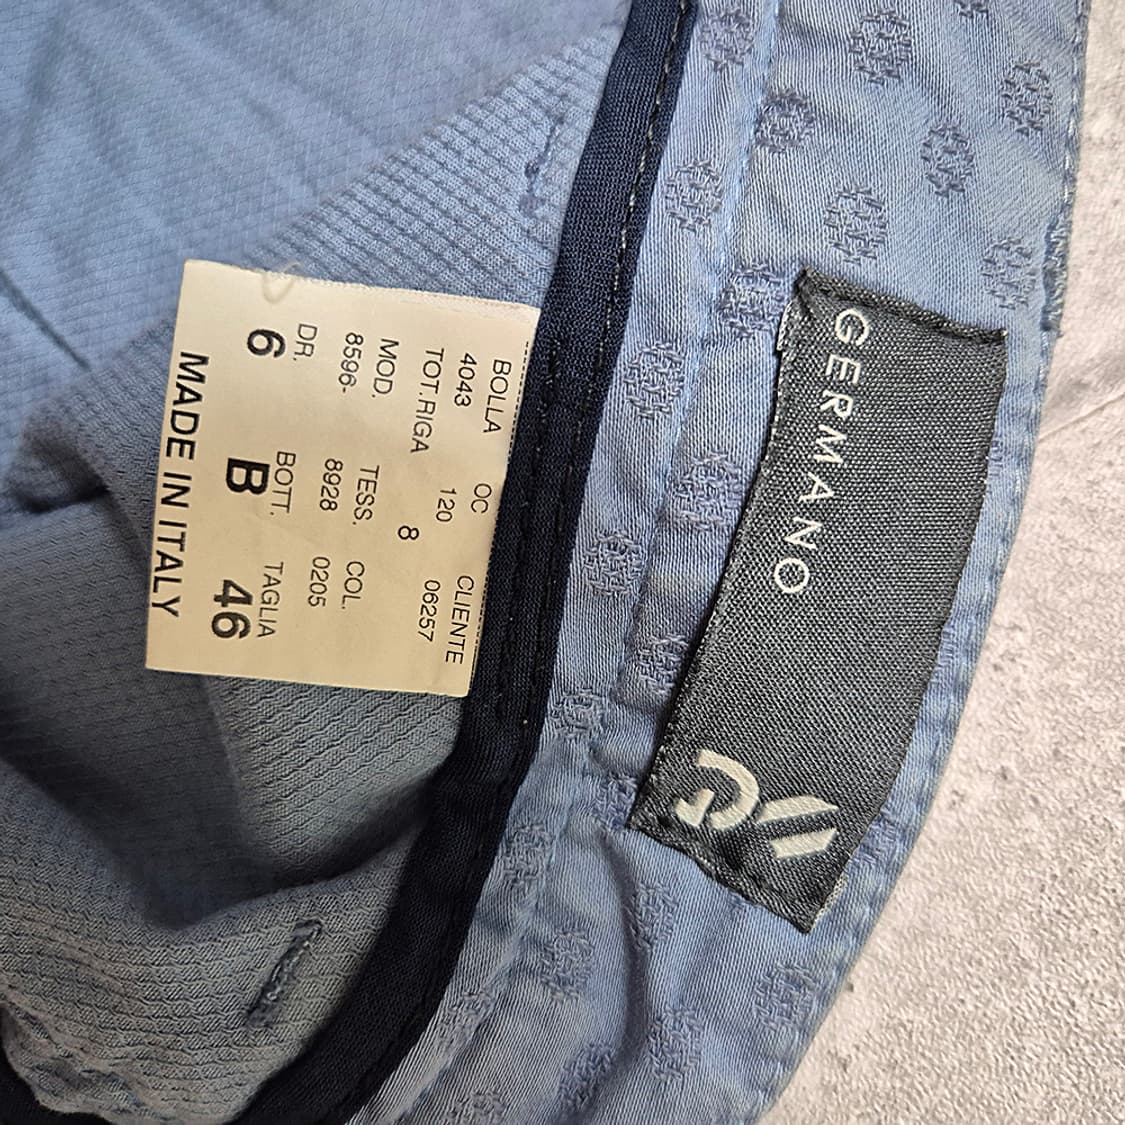 BOLLA OC CLIENTE
4043 120 06257
TOT.RIGA 8
MOD. TESS. COL.
8596- 8928 0205
DR. BOTT. TAGLIA
6 B 46
MADE IN ITALY
GERMANO
G